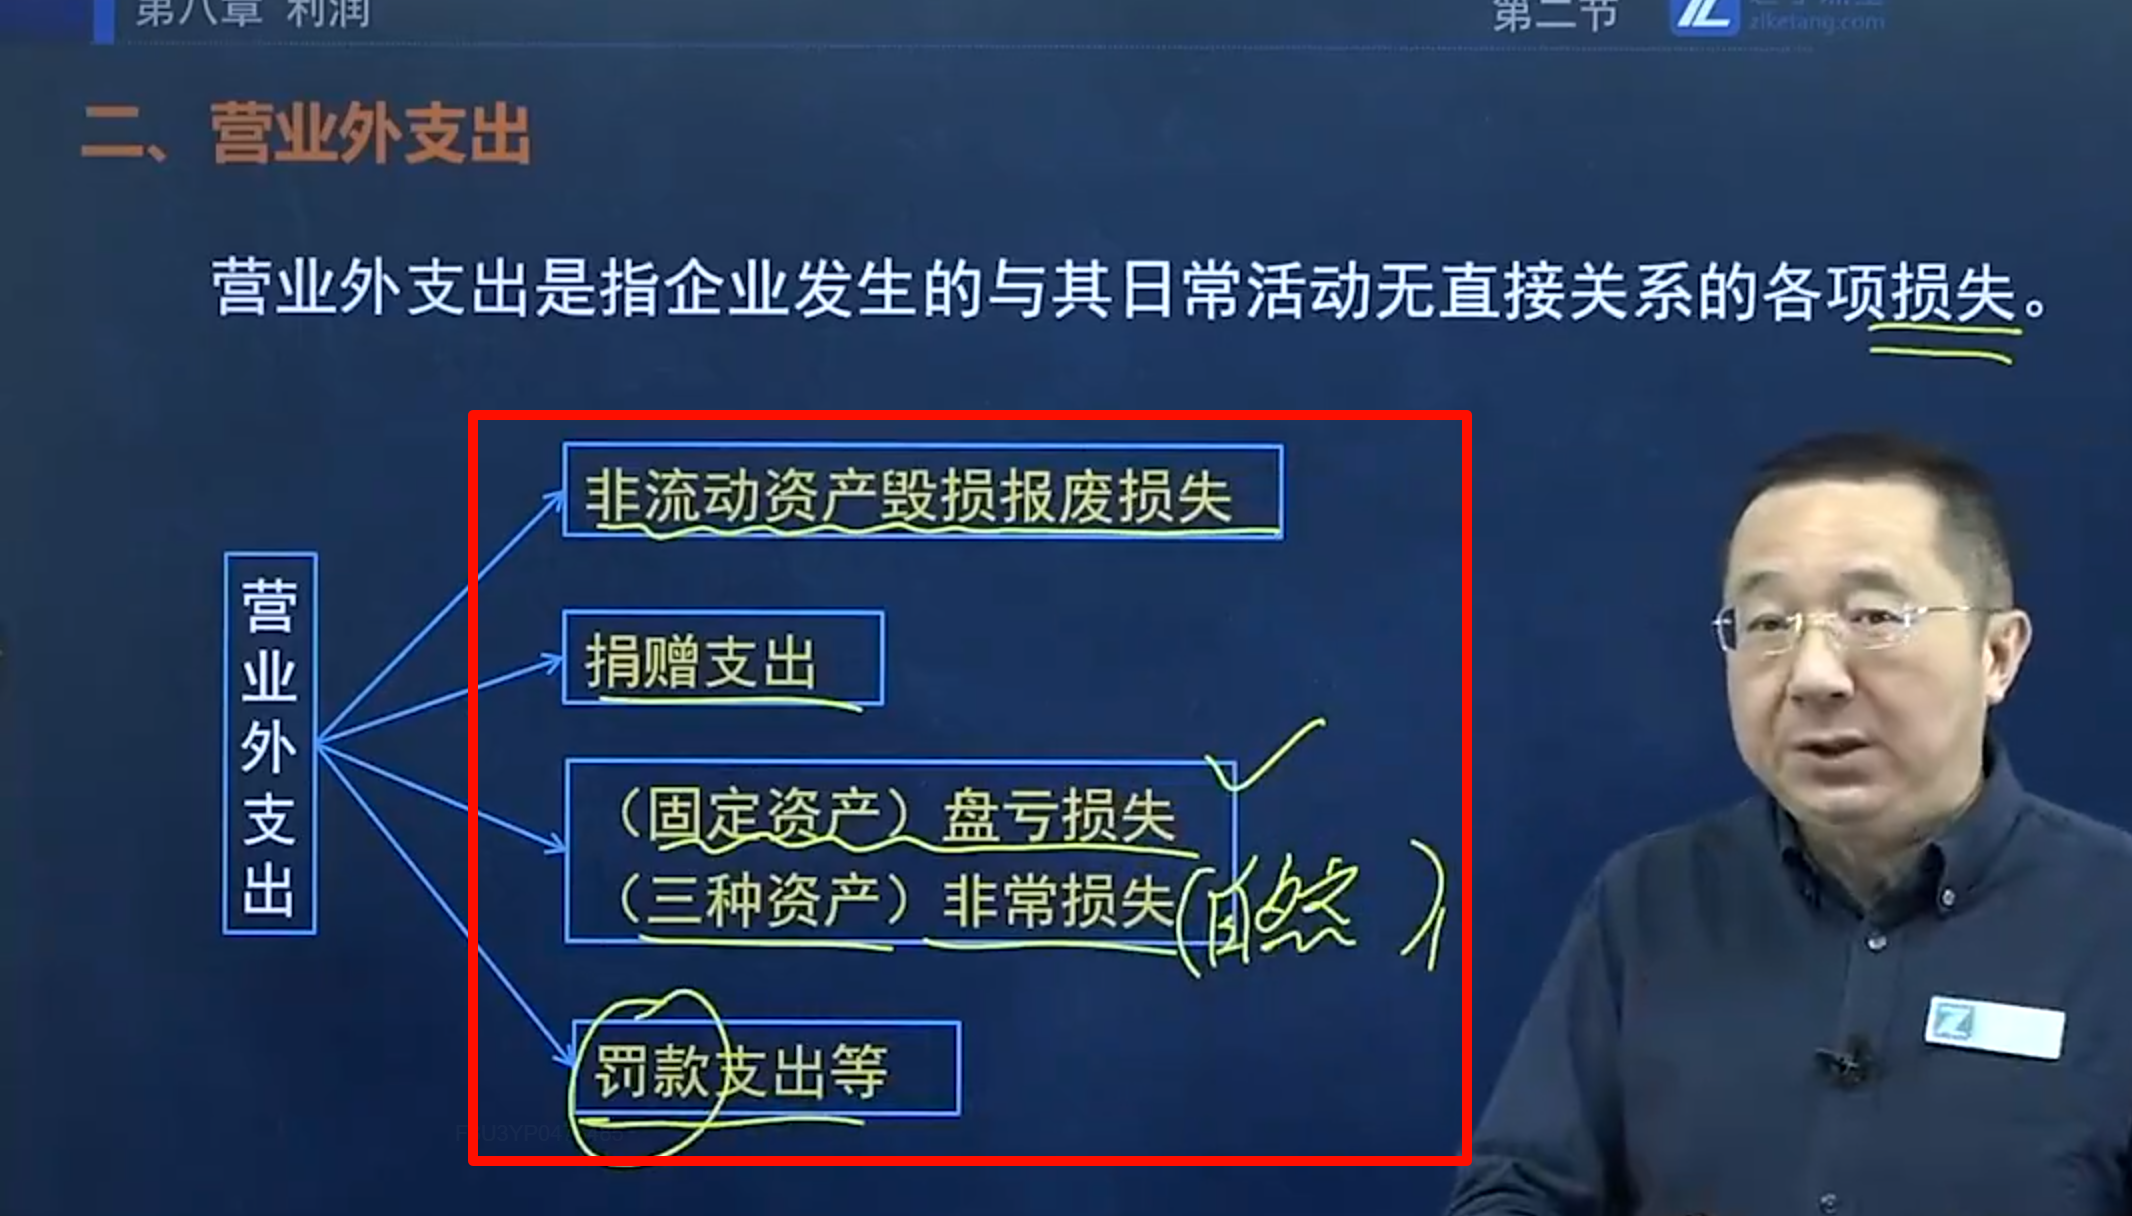 第八章 利润
第二节
zlketang.com
二、营业外支出
营业外支出是指企业发生的与其日常活动无直接关系的各项损失。
营业外支出
非流动资产毁损报废损失
捐赠支出
（固定资产）盘亏损失
（三种资产）非常损失(自然 )
罚款支出等